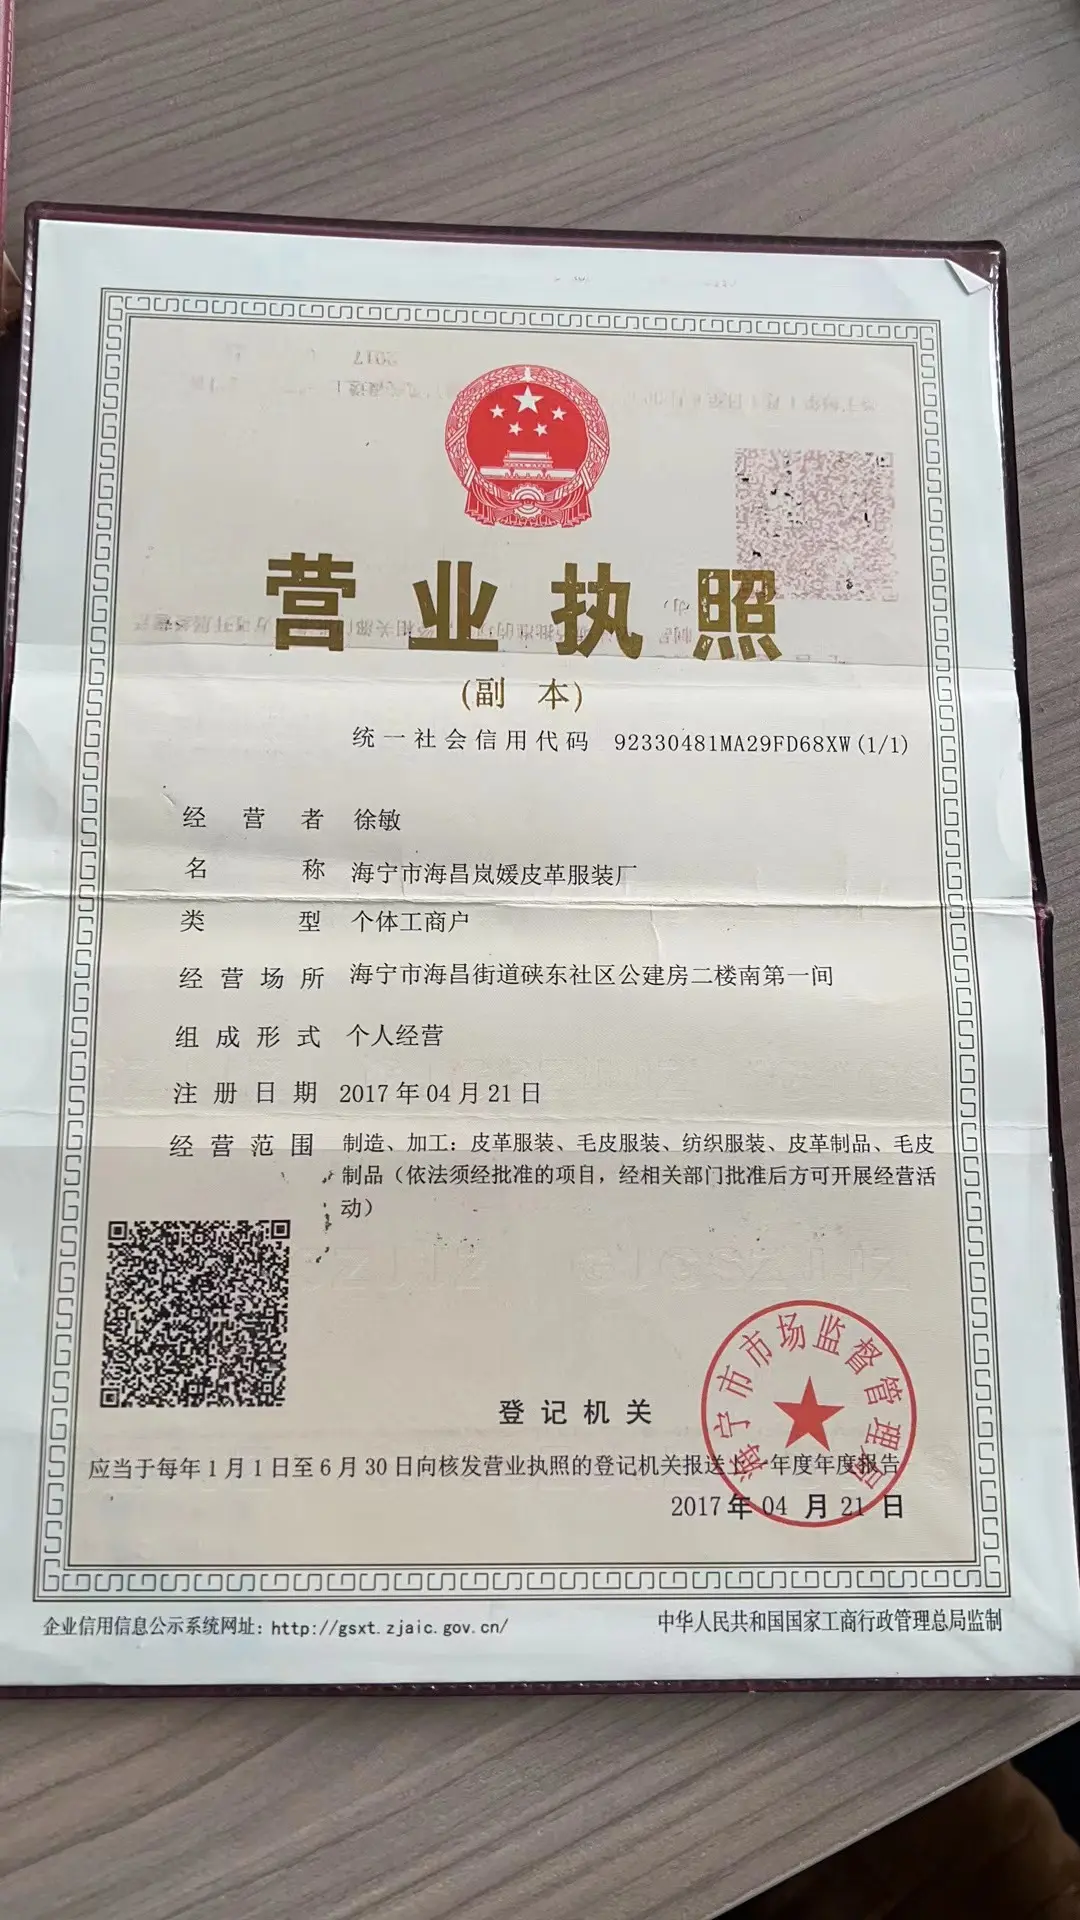 营业执照
(副 本)
统一社会信用代码 92330481MA29FD68XW(1/1)
经营者 徐敏
名称 海宁市海昌岚媛皮革服装厂
类型 个体工商户
经营场所 海宁市海昌街道硖东社区公建房二楼南第一间
组成形式 个人经营
注册日期 2017年04月21日
经营范围 制造、加工：皮革服装、毛皮服装、纺织服装、皮革制品、毛皮
制品（依法须经批准的项目，经相关部门批准后方可开展经营活
动）
登记机关
海宁市市场监督管理局
应当于每年1月1日至6月30日向核发营业执照的登记机关报送上一年度年度报告
2017年04月21日
企业信用信息公示系统网址：http://gsxt.zjaic.gov.cn/
中华人民共和国国家工商行政管理总局监制